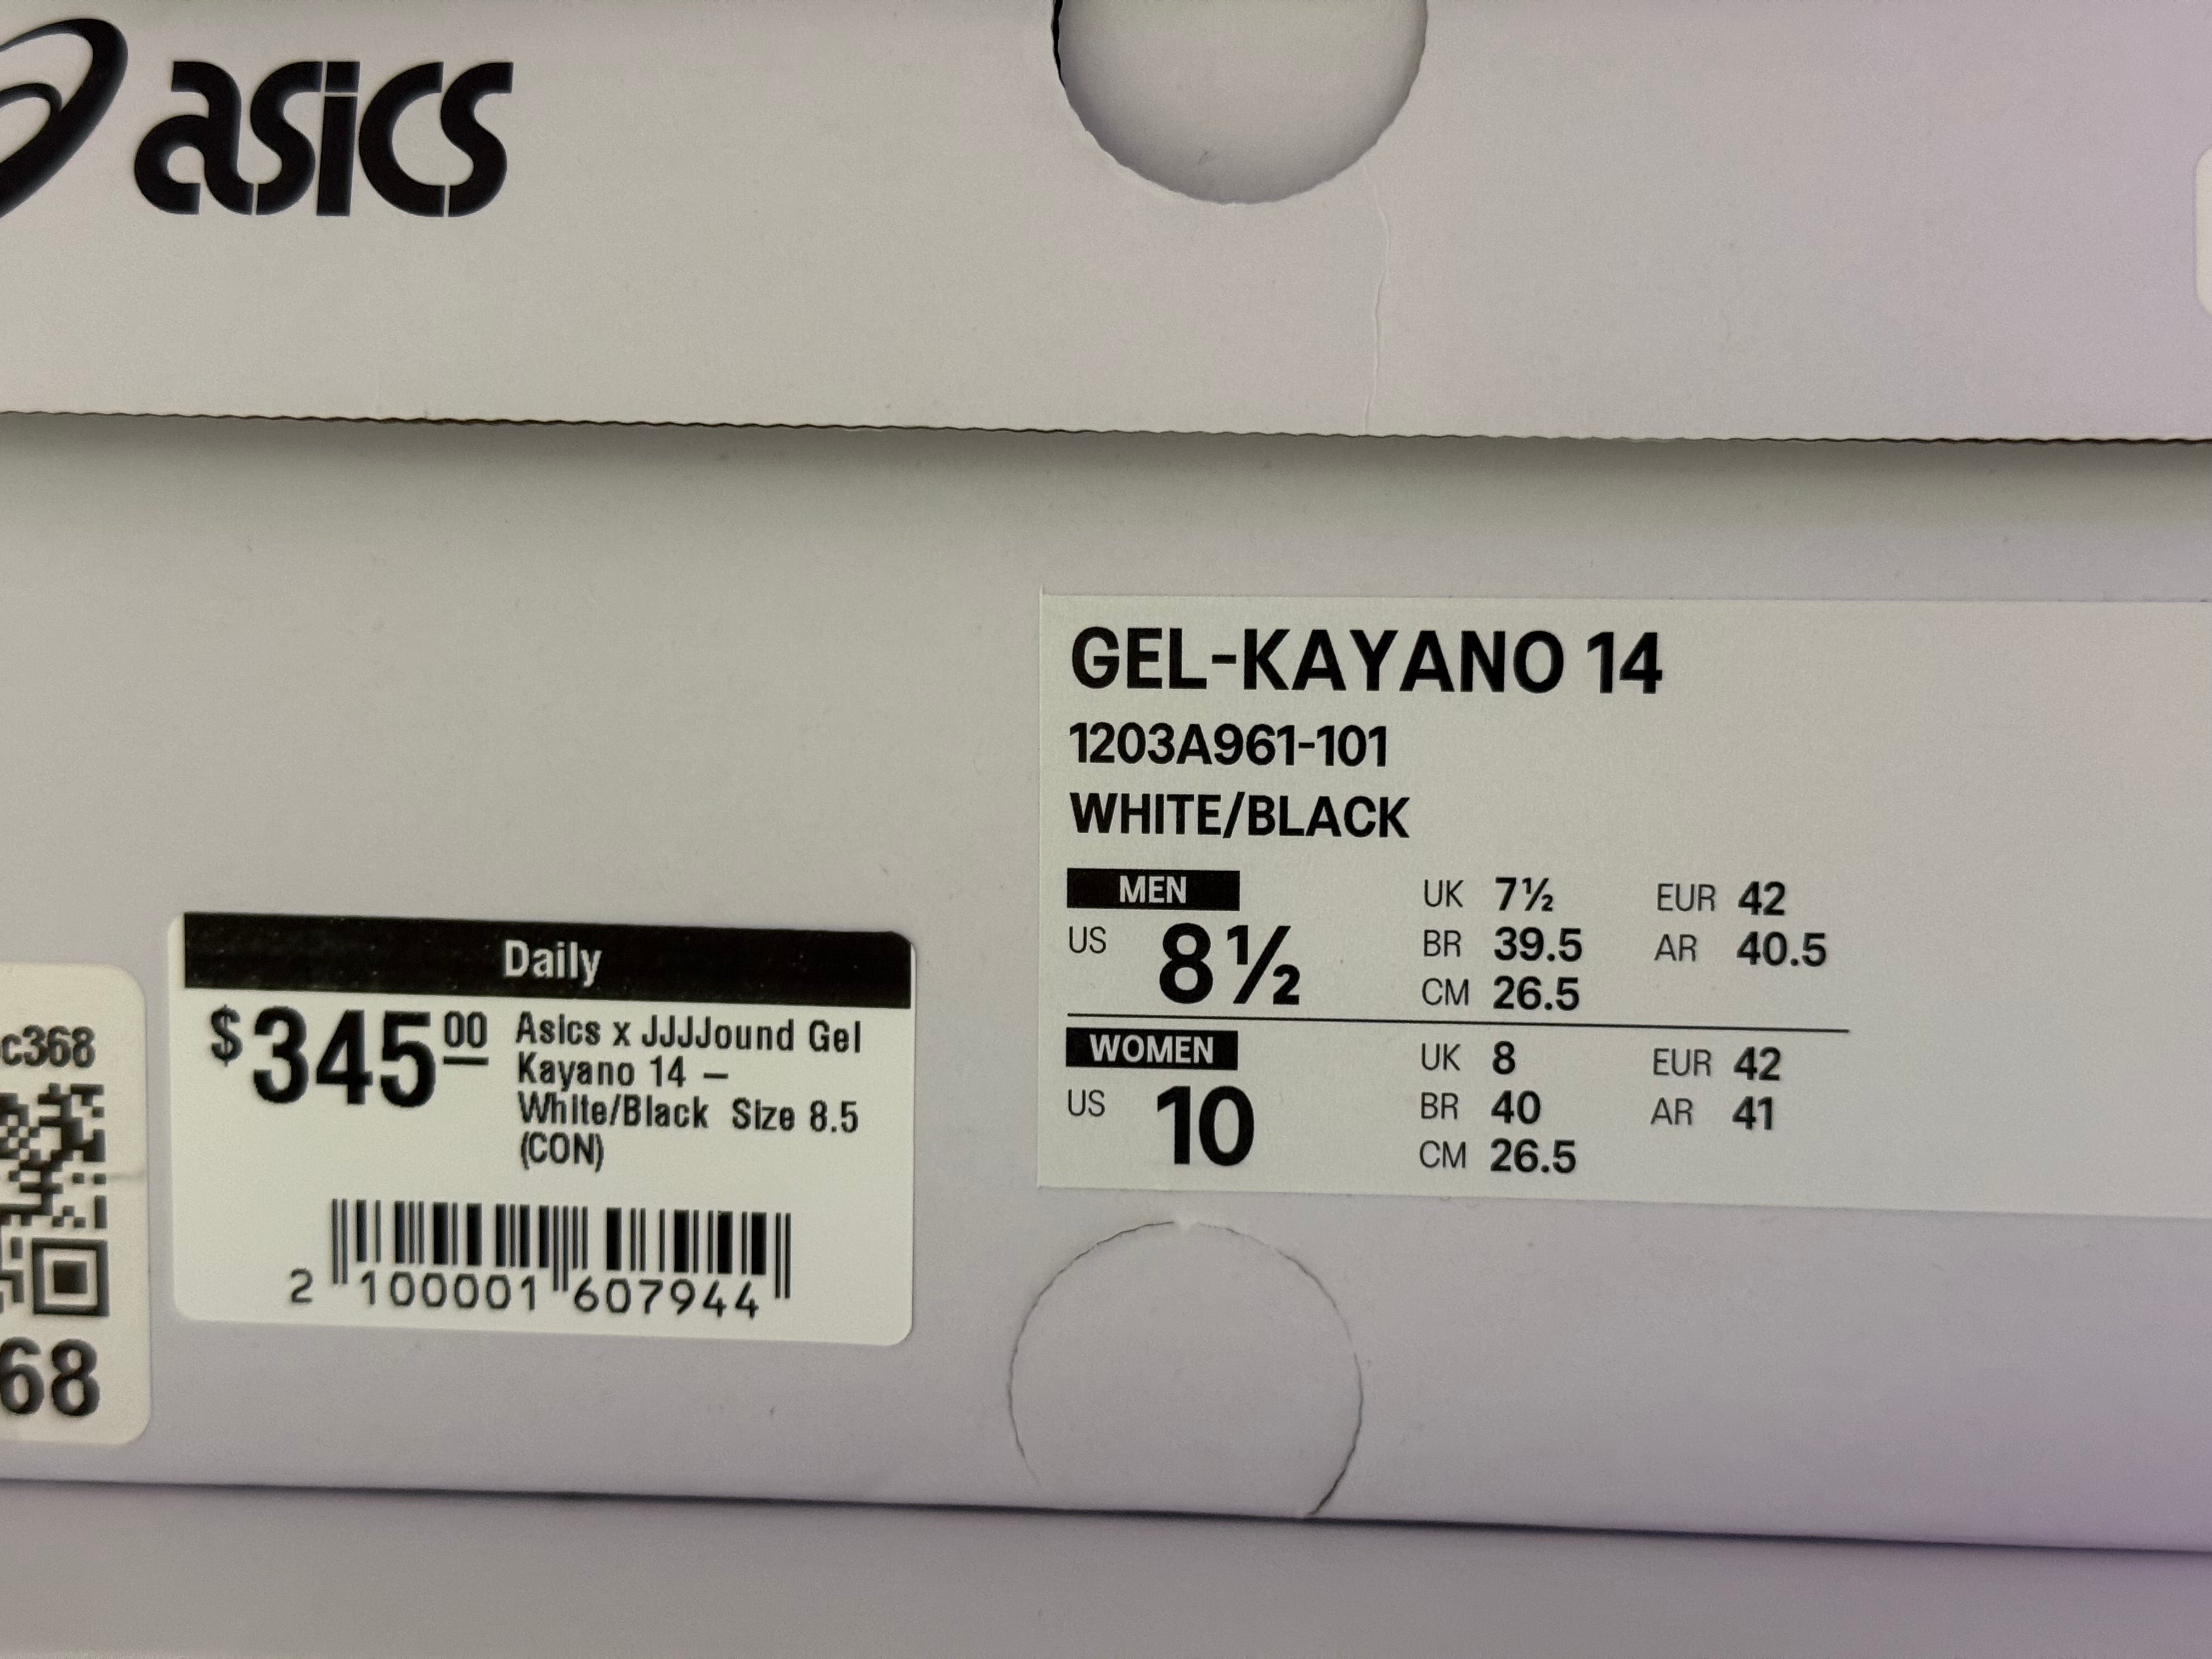 asics
GEL-KAYANO 14
1203A961-101
WHITE/BLACK
MEN
US 8½
UK 7½ EUR 42
BR 39.5 AR 40.5
CM 26.5
WOMEN
US 10
UK 8 EUR 42
BR 40 AR 41
CM 26.5
Daily
$345 00
Asics x JJJJound Gel
Kayano 14 –
White/Black Size 8.5
(CON)
2 100001 607944
c368
68